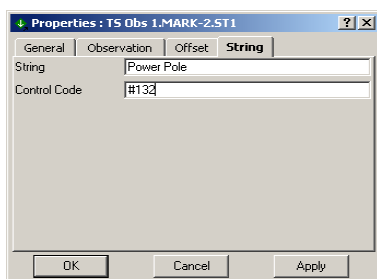 Properties : TS Obs 1.MARK-2.ST1
General Observation Offset String
String Power Pole
Control Code #132
OK Cancel Apply